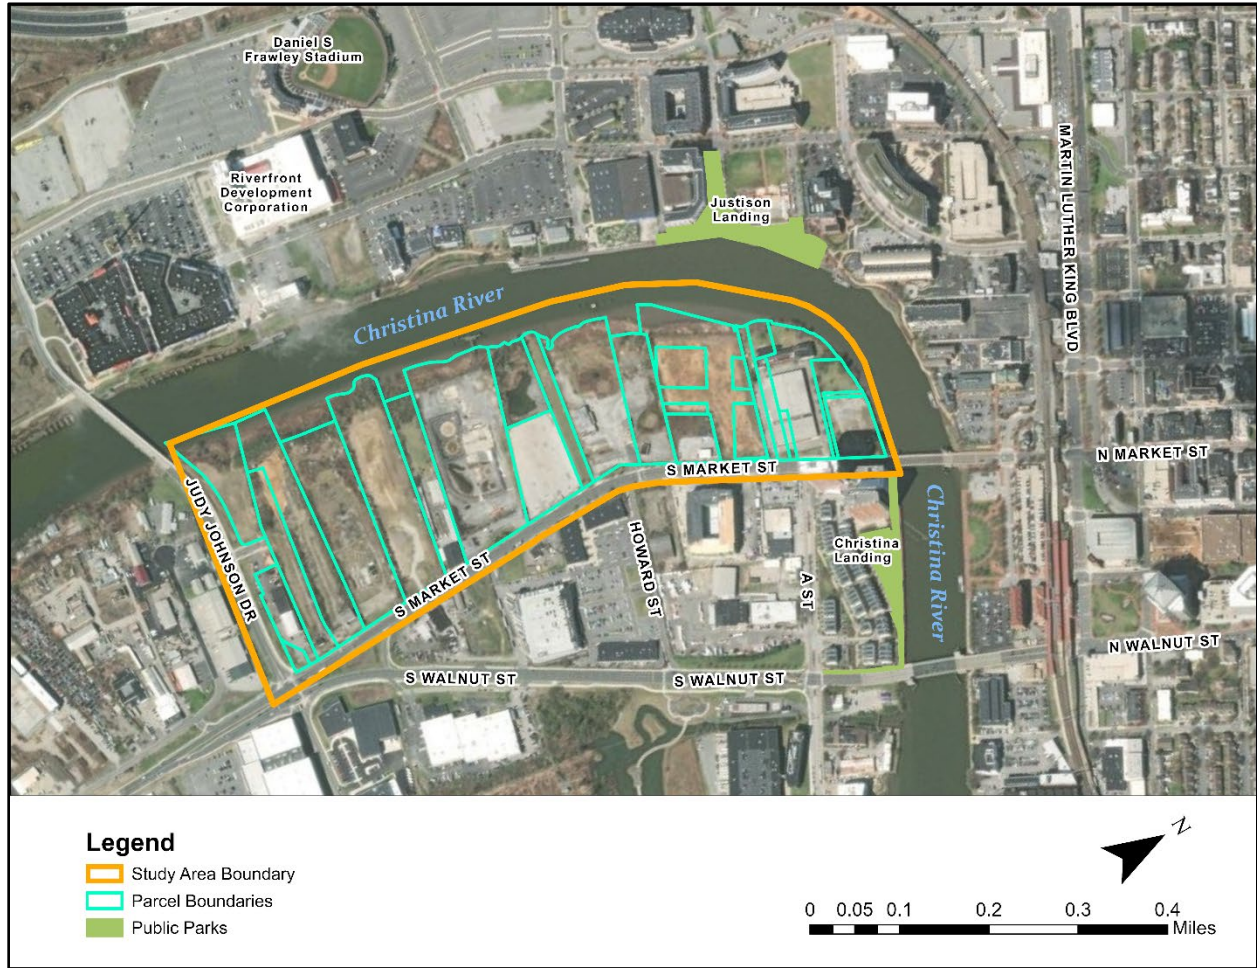 Daniel S
Frawley Stadium
Riverfront
Development
Corporation
Justison
Landing
MARTIN LUTHER KING BLVD
Christina River
S MARKET ST
N MARKET ST
JUDY JOHNSON DR
S MARKET ST
HOWARD ST
A ST
Christina
Landing
Christina River
S WALNUT ST
S WALNUT ST
N WALNUT ST
Legend
Study Area Boundary
Parcel Boundaries
Public Parks
N
0 0.05 0.1 0.2 0.3 0.4
Miles